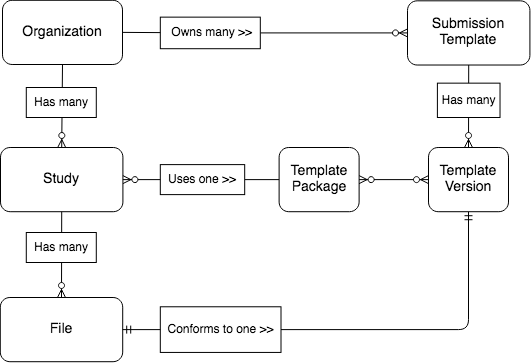 Organization
Owns many >>
Submission
Template
Has many
Has many
Study
Uses one >>
Template
Package
Template
Version
Has many
File
Conforms to one >>